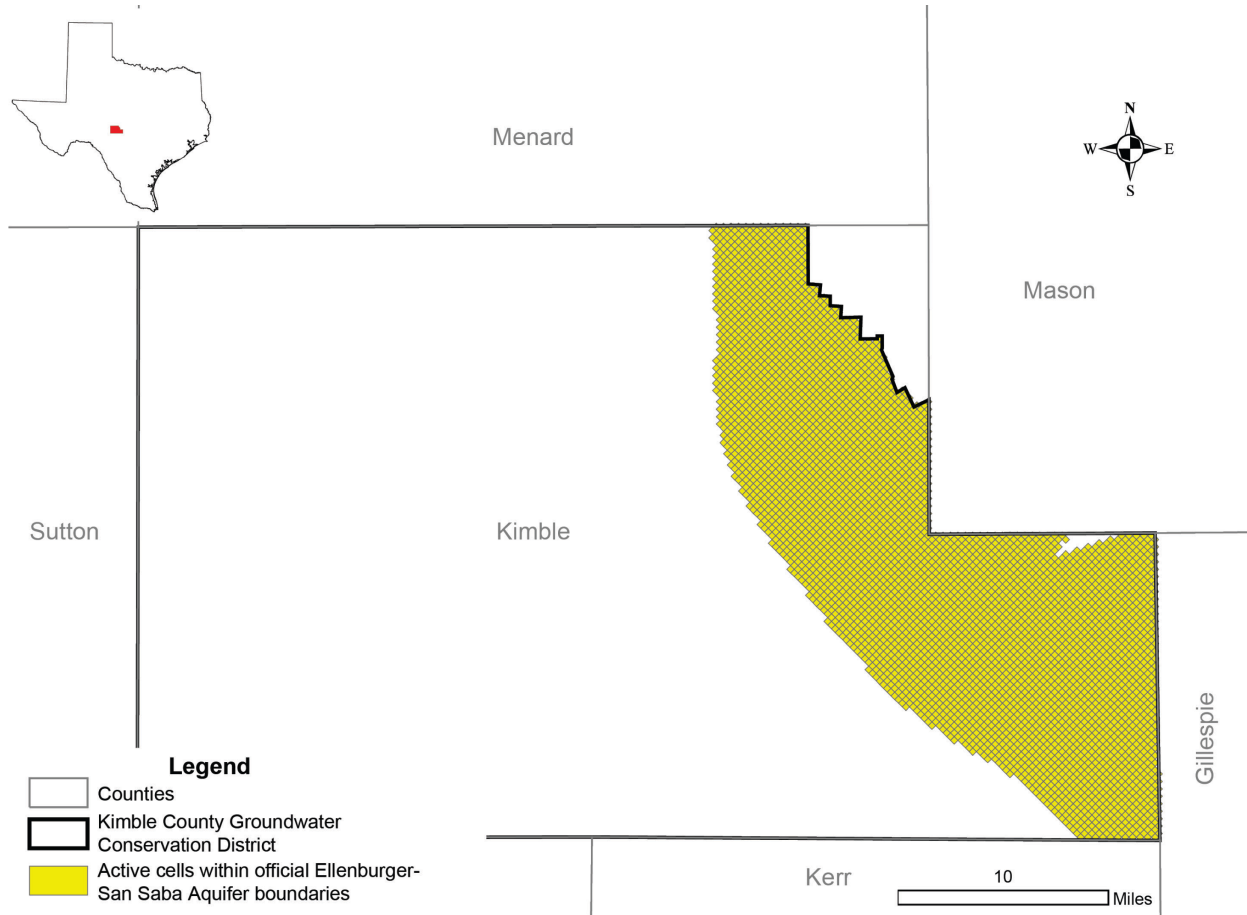 Menard
N
W E
S
Mason
Sutton
Kimble
Gillespie
Legend
Counties
Kimble County Groundwater
Conservation District
Active cells within official Ellenburger-
San Saba Aquifer boundaries
Kerr
10
Miles